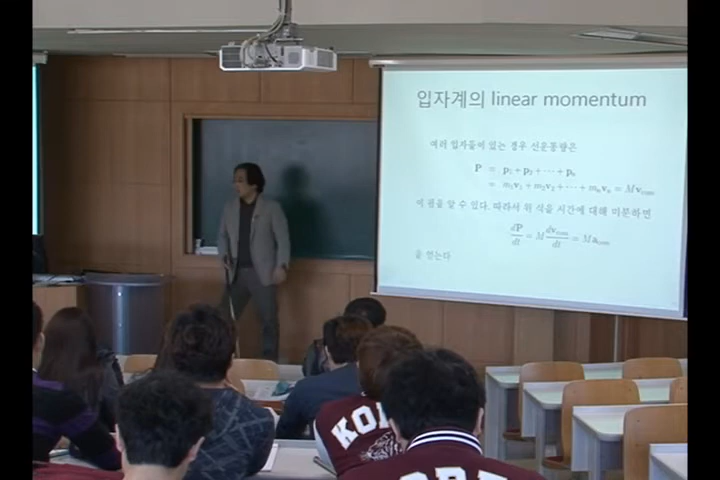 입자계의 linear momentum
여러 입자들이 있는 경우 선운동량은
P = p₁ + p₂ + ⋯ + pₙ
= m₁v₁ + m₂v₂ + ⋯ + mₙvₙ = Mv_com
이 됨을 알 수 있다. 따라서 위 식을 시간에 대해 미분하면
dP/dt = M dv_com/dt = Ma_com
을 얻는다